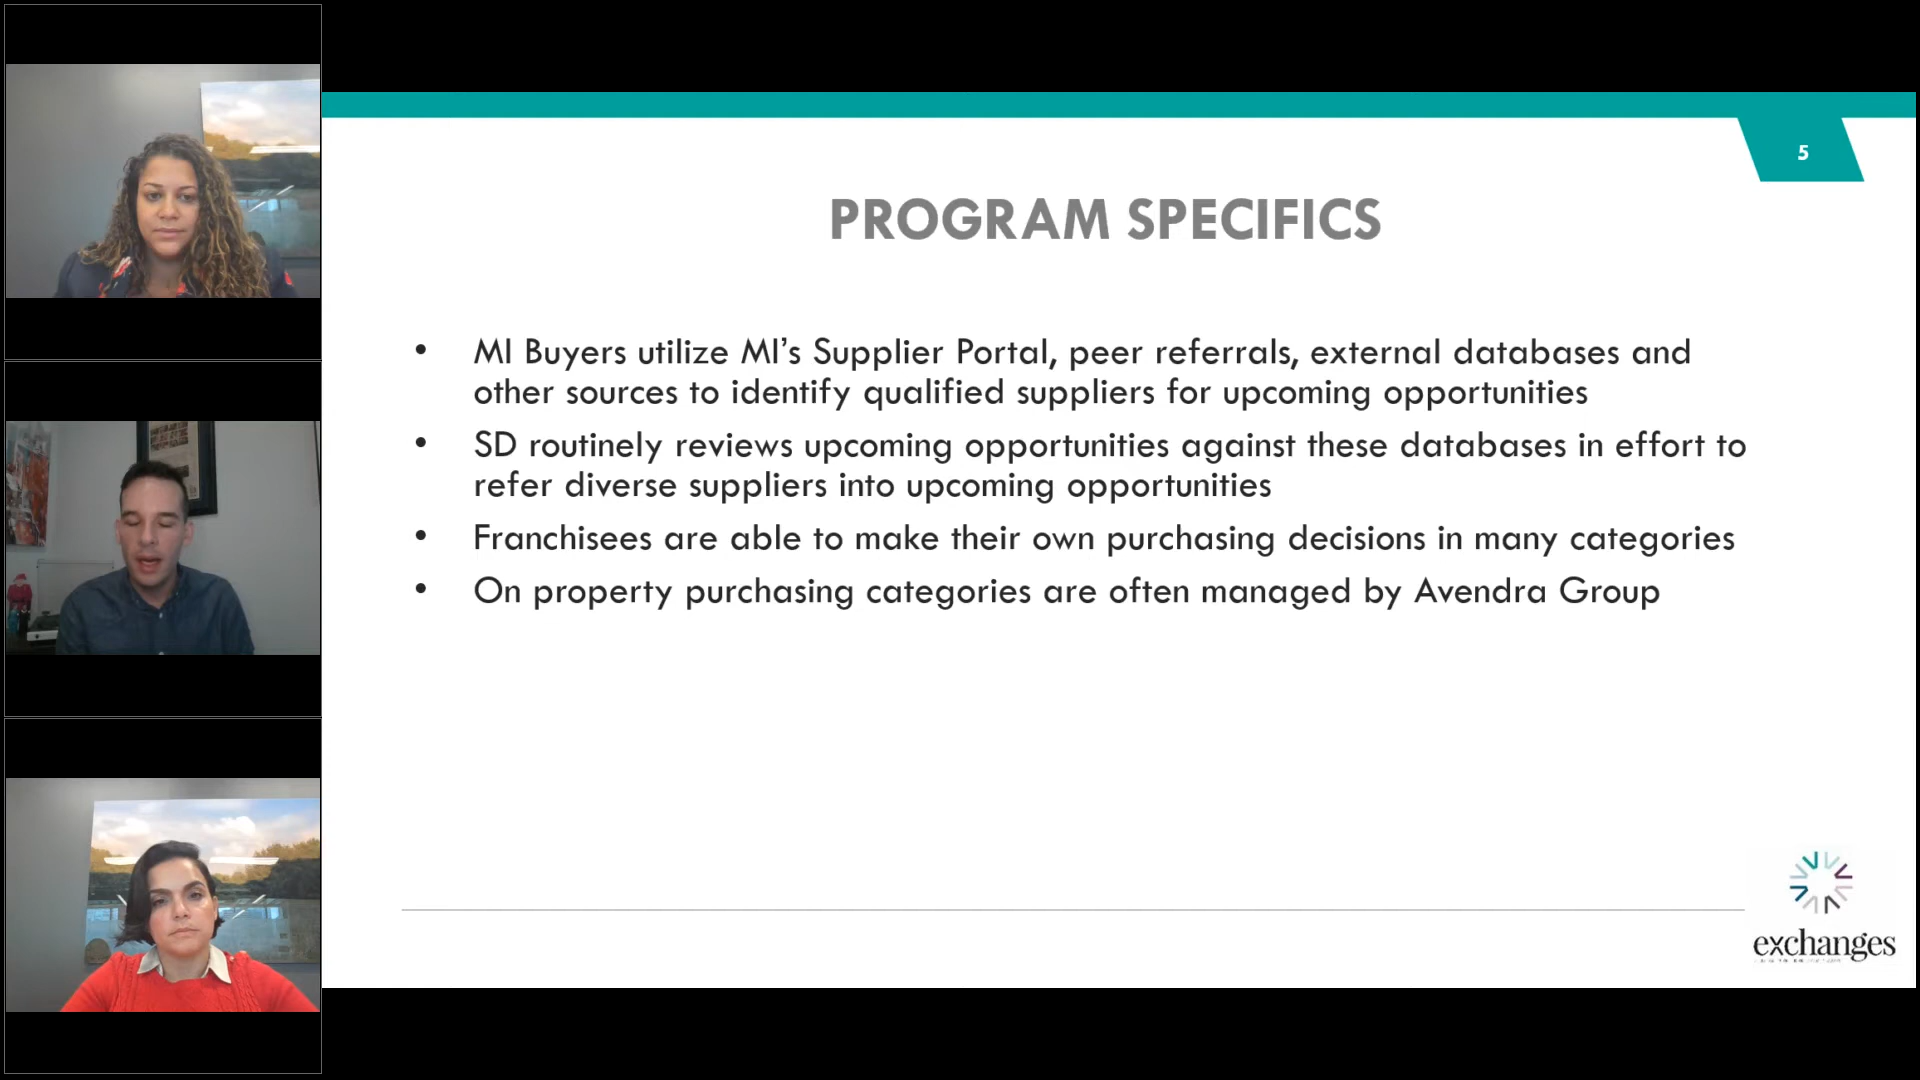 5
PROGRAM SPECIFICS
• MI Buyers utilize MI’s Supplier Portal, peer referrals, external databases and
other sources to identify qualified suppliers for upcoming opportunities
• SD routinely reviews upcoming opportunities against these databases in effort to
refer diverse suppliers into upcoming opportunities
• Franchisees are able to make their own purchasing decisions in many categories
• On property purchasing categories are often managed by Avendra Group
exchanges